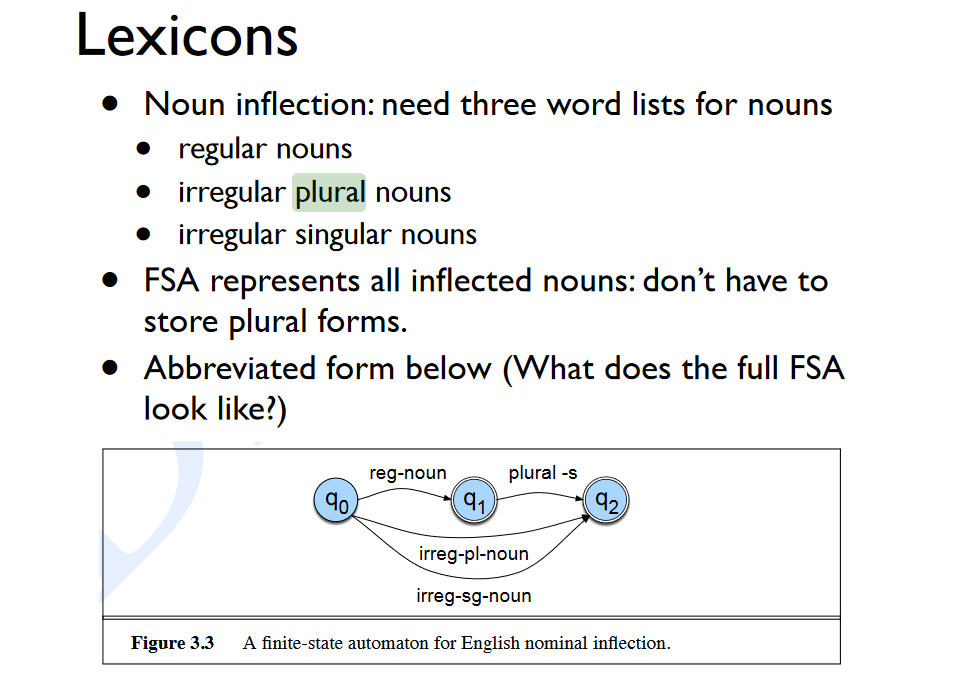 Lexicons
• Noun inflection: need three word lists for nouns
• regular nouns
• irregular plural nouns
• irregular singular nouns
• FSA represents all inflected nouns: don't have to
store plural forms.
• Abbreviated form below (What does the full FSA
look like?)
reg-noun plural -s
q0 q1 q2
irreg-pl-noun
irreg-sg-noun
Figure 3.3 A finite-state automaton for English nominal inflection.